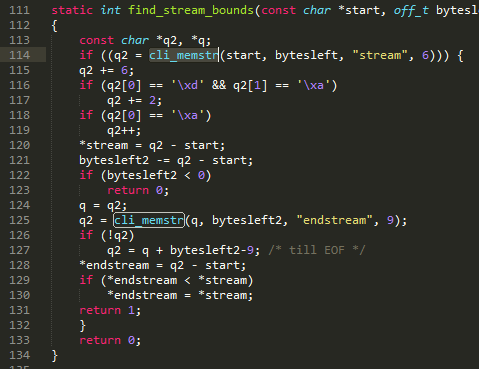 111 static int find_stream_bounds(const char *start, off_t bytesl
112 {
113 const char *q2, *q;
114 if ((q2 = cli_memstr(start, bytesleft, "stream", 6))) {
115 q2 += 6;
116 if (q2[0] == '\xd' && q2[1] == '\xa')
117 q2 += 2;
118 if (q2[0] == '\xa')
119 q2++;
120 *stream = q2 - start;
121 bytesleft2 -= q2 - start;
122 if (bytesleft2 < 0)
123 return 0;
124 q = q2;
125 q2 = cli_memstr(q, bytesleft2, "endstream", 9);
126 if (!q2)
127 q2 = q + bytesleft2-9; /* till EOF */
128 *endstream = q2 - start;
129 if (*endstream < *stream)
130 *endstream = *stream;
131 return 1;
132 }
133 return 0;
134 }